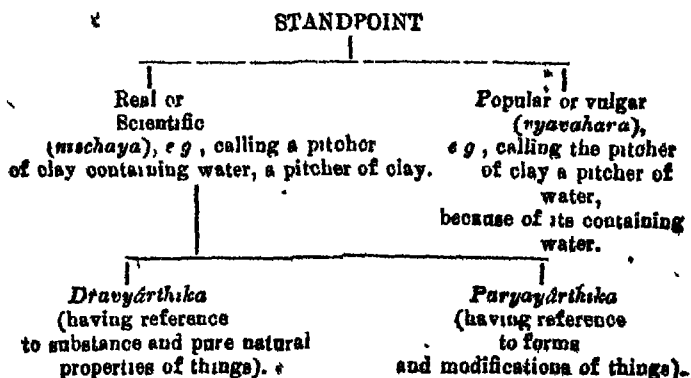 STANDPOINT
Real or
Scientific
(nischaya), e g , calling a pitcher
of clay containing water, a pitcher of clay.
Popular or vulgar
(vyavahara),
e g , calling the pitcher
of clay a pitcher of
water,
because of its containing
water.
Dravyárthika
(having reference
to substance and pure natural
properties of things).
Paryayárthika
(having reference
to forms
and modifications of things).